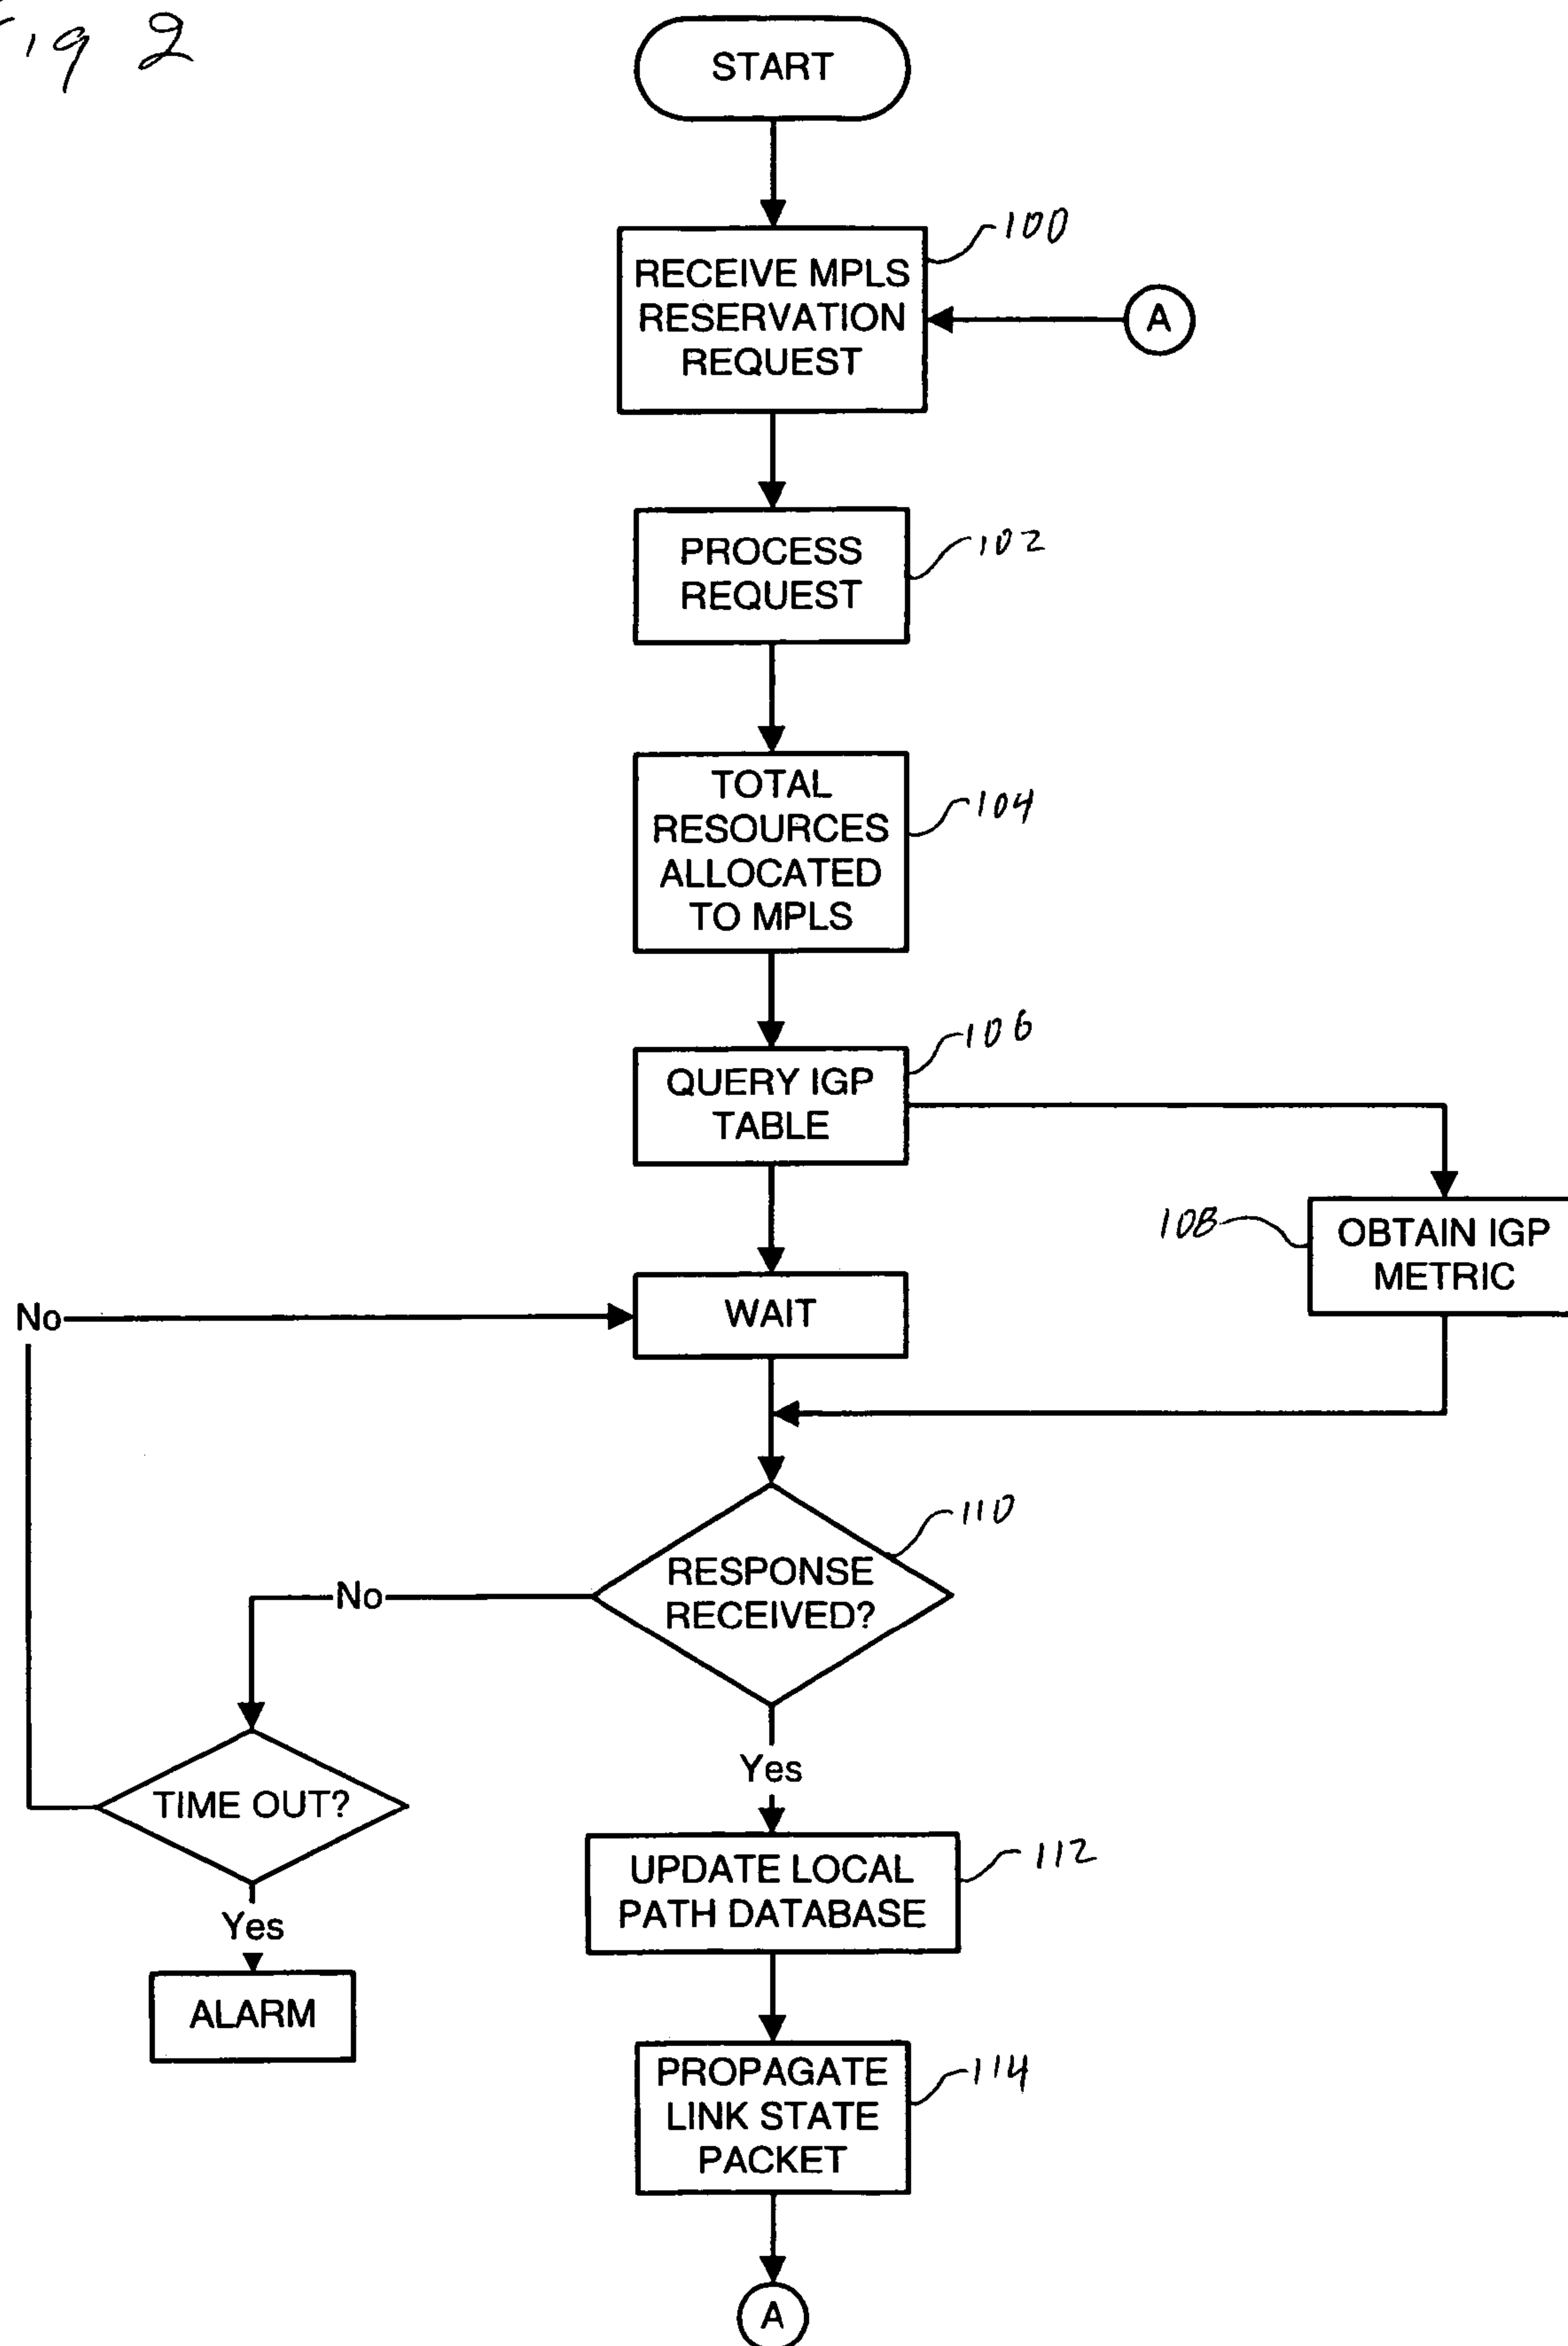 Fig 2
START
100
RECEIVE MPLS
RESERVATION
REQUEST
A
PROCESS
REQUEST
102
TOTAL
RESOURCES
ALLOCATED
TO MPLS
104
106
QUERY IGP
TABLE
108
OBTAIN IGP
METRIC
No
WAIT
110
RESPONSE
RECEIVED?
No
Yes
TIME OUT?
UPDATE LOCAL
PATH DATABASE
112
Yes
ALARM
PROPAGATE
LINK STATE
PACKET
114
A